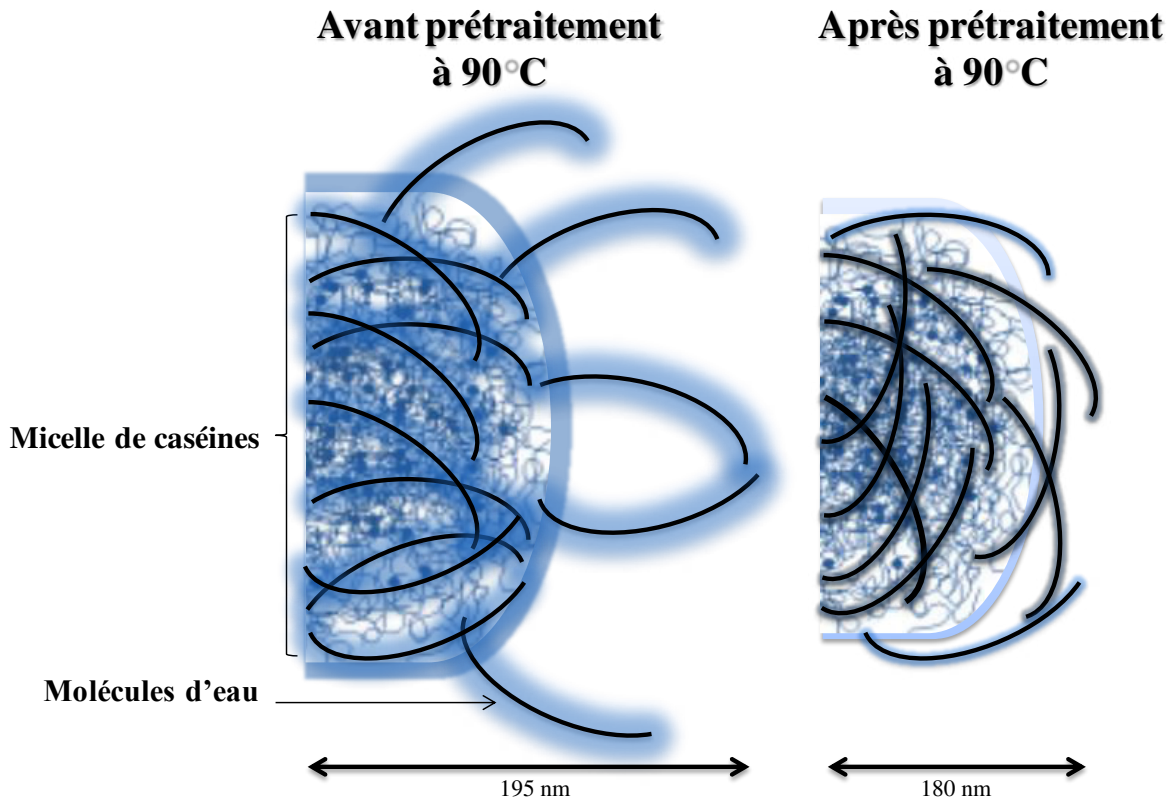 Avant prétraitement
à 90°C
Après prétraitement
à 90°C
Micelle de caséines
Molécules d’eau
195 nm
180 nm